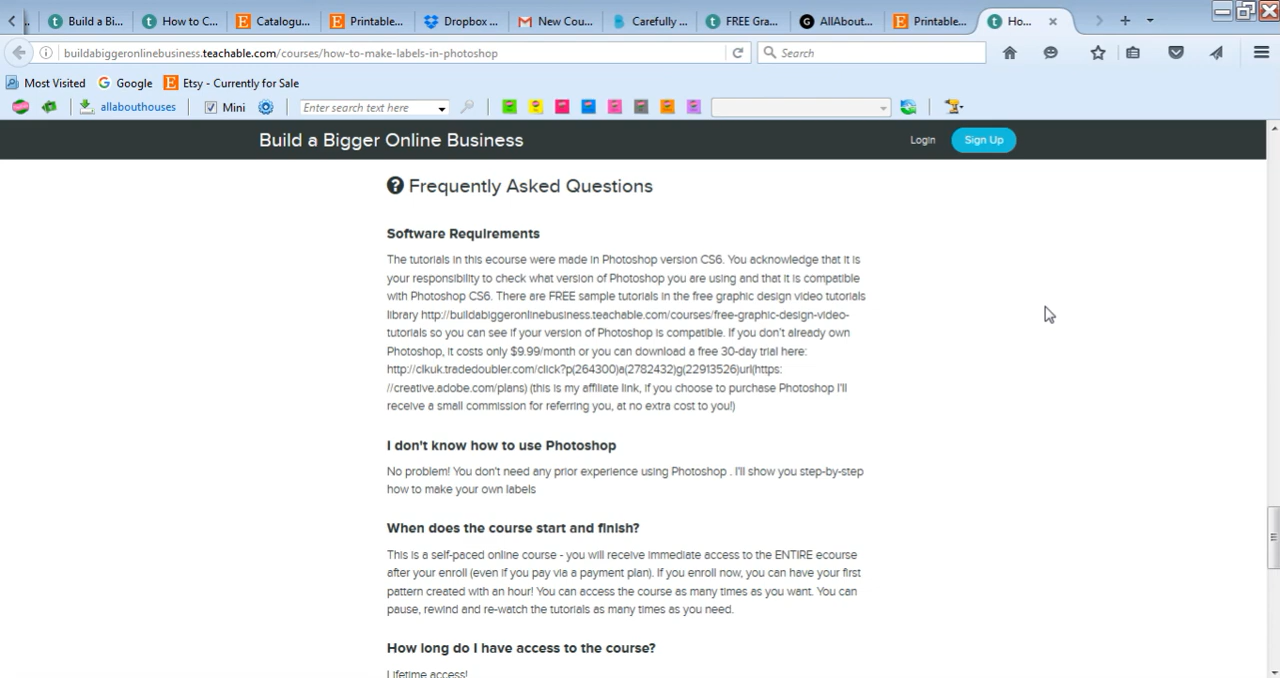 Build a Bi...
How to C...
Catalogu...
Printable...
Dropbox ...
New Cou...
Carefully ...
FREE Gra...
AllAbout...
Printable...
Ho...
buildabiggeronlinebusiness.teachable.com/courses/how-to-make-labels-in-photoshop
Search
Most Visited
Google
Etsy - Currently for Sale
allabouthouses
Mini
Enter search text here
Build a Bigger Online Business
Login
Sign Up
Frequently Asked Questions
Software Requirements
The tutorials in this ecourse were made in Photoshop version CS6. You acknowledge that it is
your responsibility to check what version of Photoshop you are using and that it is compatible
with Photoshop CS6. There are FREE sample tutorials in the free graphic design video tutorials
library http://buildabiggeronlinebusiness.teachable.com/courses/free-graphic-design-video-
tutorials so you can see if your version of Photoshop is compatible. If you don't already own
Photoshop, it costs only $9.99/month or you can download a free 30-day trial here:
http://clkuk.tradedoubler.com/click?p(264300)a(2782432)g(22913526)url(https:
//creative.adobe.com/plans) (this is my affiliate link, if you choose to purchase Photoshop I'll
receive a small commission for referring you, at no extra cost to you!)
I don't know how to use Photoshop
No problem! You don't need any prior experience using Photoshop . I'll show you step-by-step
how to make your own labels
When does the course start and finish?
This is a self-paced online course - you will receive immediate access to the ENTIRE ecourse
after your enroll (even if you pay via a payment plan). If you enroll now, you can have your first
pattern created with an hour! You can access the course as many times as you want. You can
pause, rewind and re-watch the tutorials as many times as you need.
How long do I have access to the course?
Lifetime access!